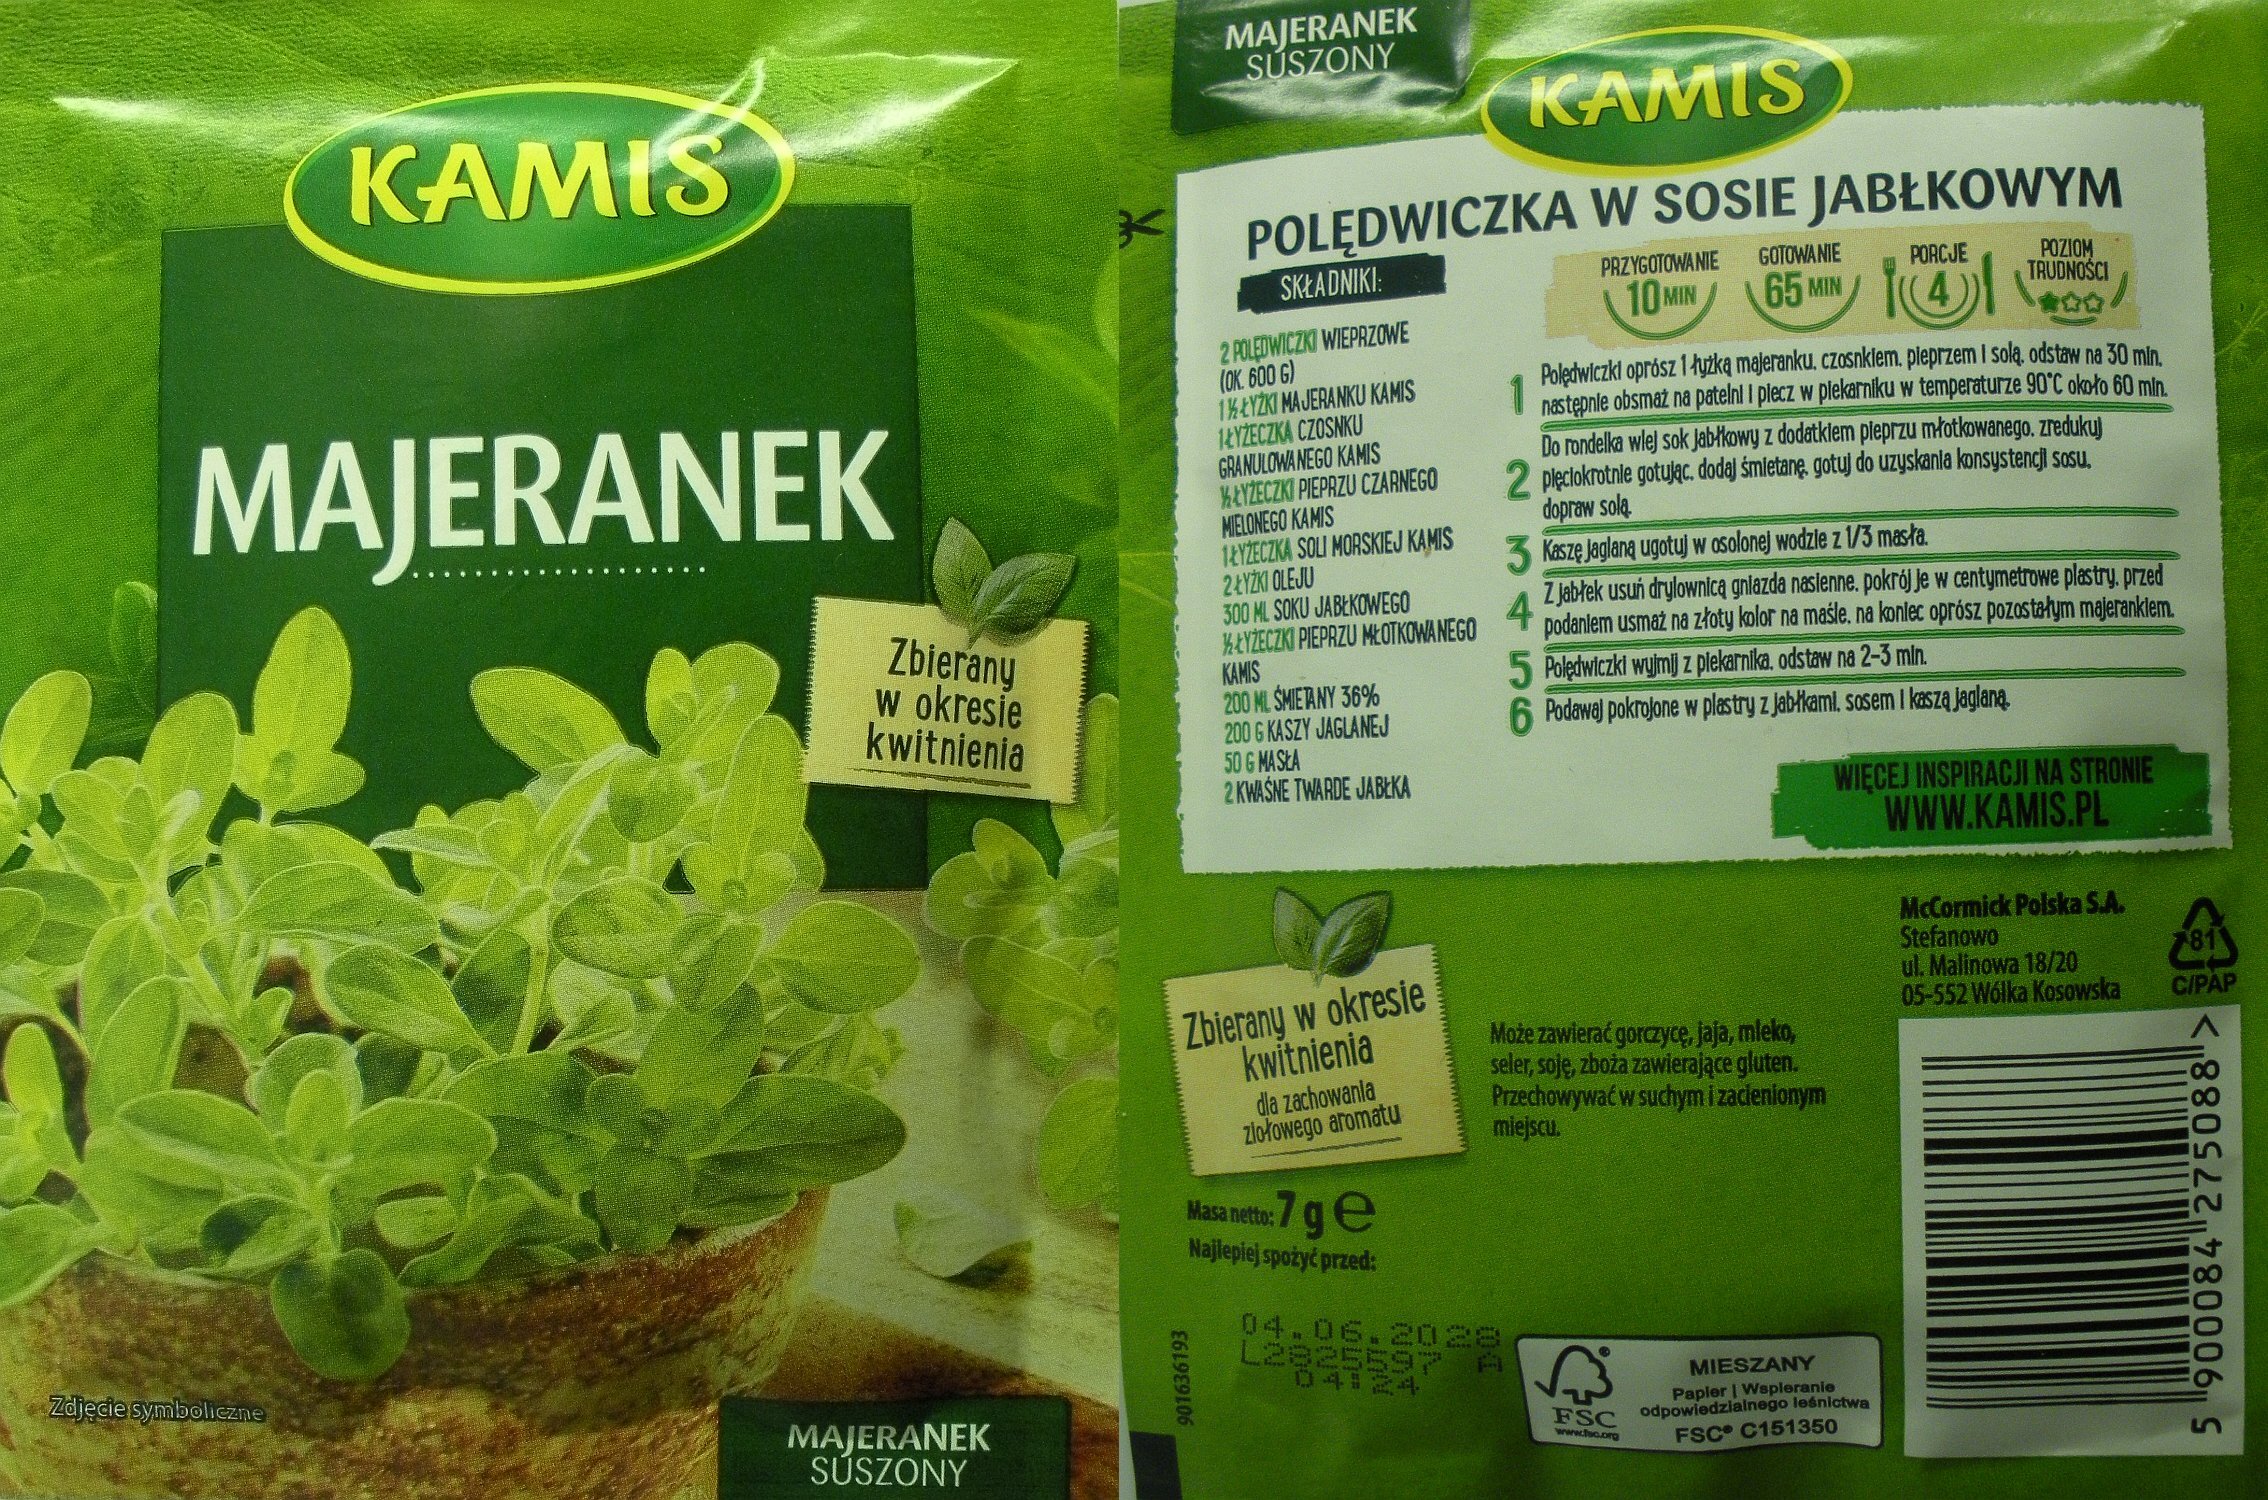 KAMIS
MAJERANEK
Zbierany
w okresie
kwitnienia
Zdjęcie symboliczne
MAJERANEK
SUSZONY
MAJERANEK
SUSZONY
KAMIS
POLĘDWICZKA W SOSIE JABŁKOWYM
SKŁADNIKI:
PRZYGOTOWANIE
10 MIN
GOTOWANIE
65 MIN
PORCJE
4
POZIOM
TRUDNOŚCI
2 POLĘDWICZKI WIEPRZOWE
(OK. 600 G)
1 ½ ŁYŻKI MAJERANKU KAMIS
1 ŁYŻECZKA CZOSNKU
GRANULOWANEGO KAMIS
½ ŁYŻECZKI PIEPRZU CZARNEGO
MIELONEGO KAMIS
1 ŁYŻECZKA SOLI MORSKIEJ KAMIS
2 ŁYŻKI OLEJU
300 ML SOKU JABŁKOWEGO
½ ŁYŻECZKI PIEPRZU MŁOTKOWANEGO
KAMIS
200 ML ŚMIETANY 36%
200 G KASZY JAGLANEJ
50 G MASŁA
2 KWAŚNE TWARDE JABŁKA
1 Polędwiczki oprósz 1 łyżką majeranku, czosnkiem, pieprzem i solą, odstaw na 30 min,
następnie obsmaż na patelni i piecz w piekarniku w temperaturze 90°C około 60 min.
2 Do rondelka wlej sok jabłkowy z dodatkiem pieprzu młotkowanego, zredukuj
pięciokrotnie gotując, dodaj śmietanę, gotuj do uzyskania konsystencji sosu,
dopraw solą.
3 Kaszę jaglaną ugotuj w osolonej wodzie z 1/3 masła.
4 Z jabłek usuń drylownicą gniazda nasienne, pokrój je w centymetrowe plastry, przed
podaniem usmaż na złoty kolor na maśle, na koniec oprósz pozostałym majerankiem.
5 Polędwiczki wyjmij z piekarnika, odstaw na 2-3 min.
6 Podawaj pokrojone w plastry z jabłkami, sosem i kaszą jaglaną.
WIĘCEJ INSPIRACJI NA STRONIE
WWW.KAMIS.PL
Zbierany w okresie
kwitnienia
dla zachowania
ziołowego aromatu
Może zawierać gorczycę, jaja, mleko,
seler, soję, zboża zawierające gluten.
Przechowywać w suchym i zacienionym
miejscu.
McCormick Polska S.A.
Stefanowo
ul. Malinowa 18/20
05-552 Wólka Kosowska
81
C/PAP
Masa netto: 7 g e
Najlepiej spożyć przed:
04.06.2028
L282597 A
04:24
901636193
FSC
www.fsc.org
MIESZANY
Papier | Wspieranie
odpowiedzialnego leśnictwa
FSC® C151350
5 900084 275088 >